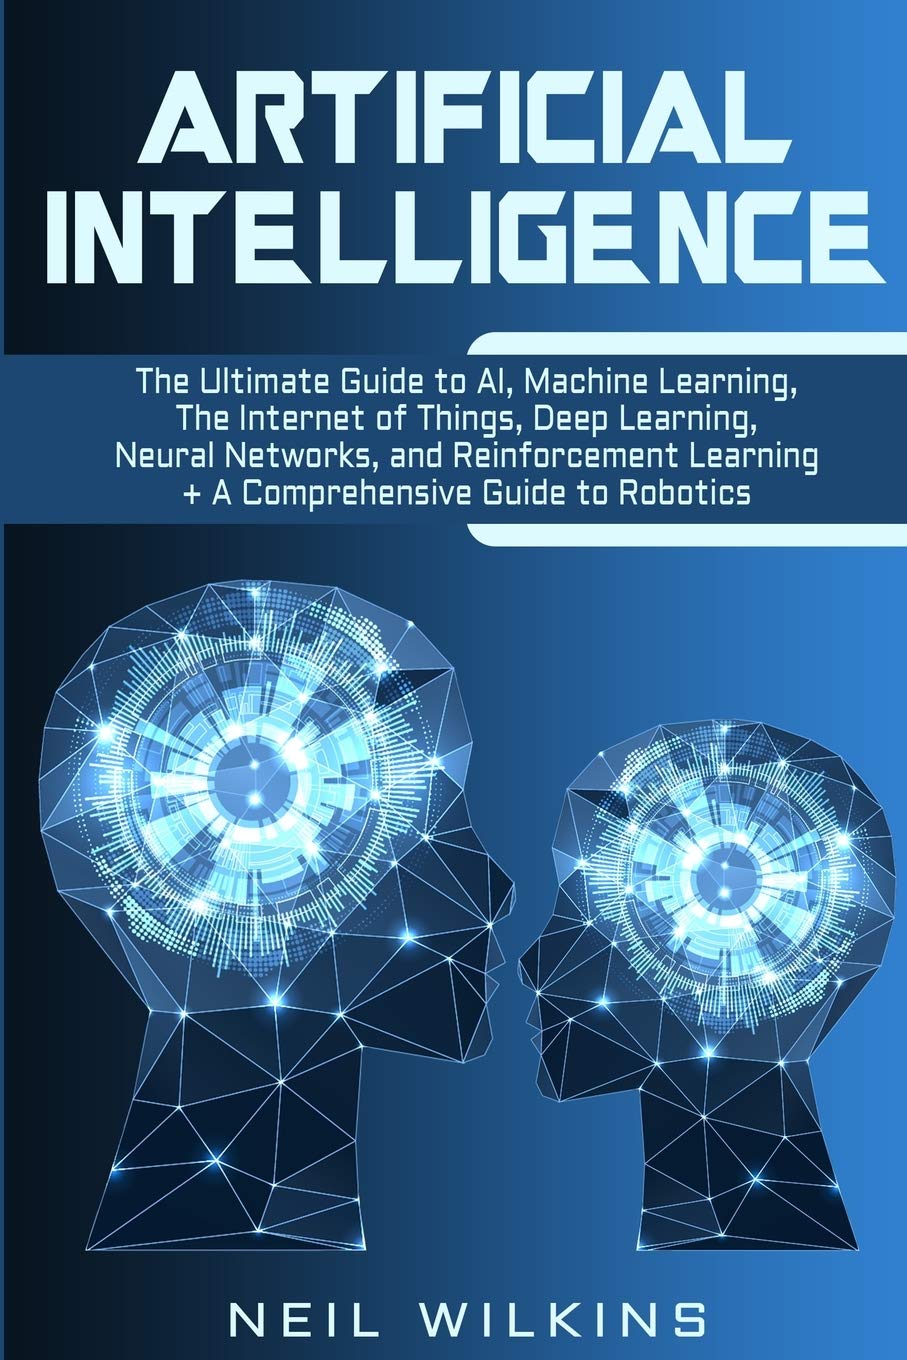 ARTIFICIAL
INTELLIGENCE
The Ultimate Guide to AI, Machine Learning,
The Internet of Things, Deep Learning,
Neural Networks, and Reinforcement Learning
+ A Comprehensive Guide to Robotics
NEIL WILKINS